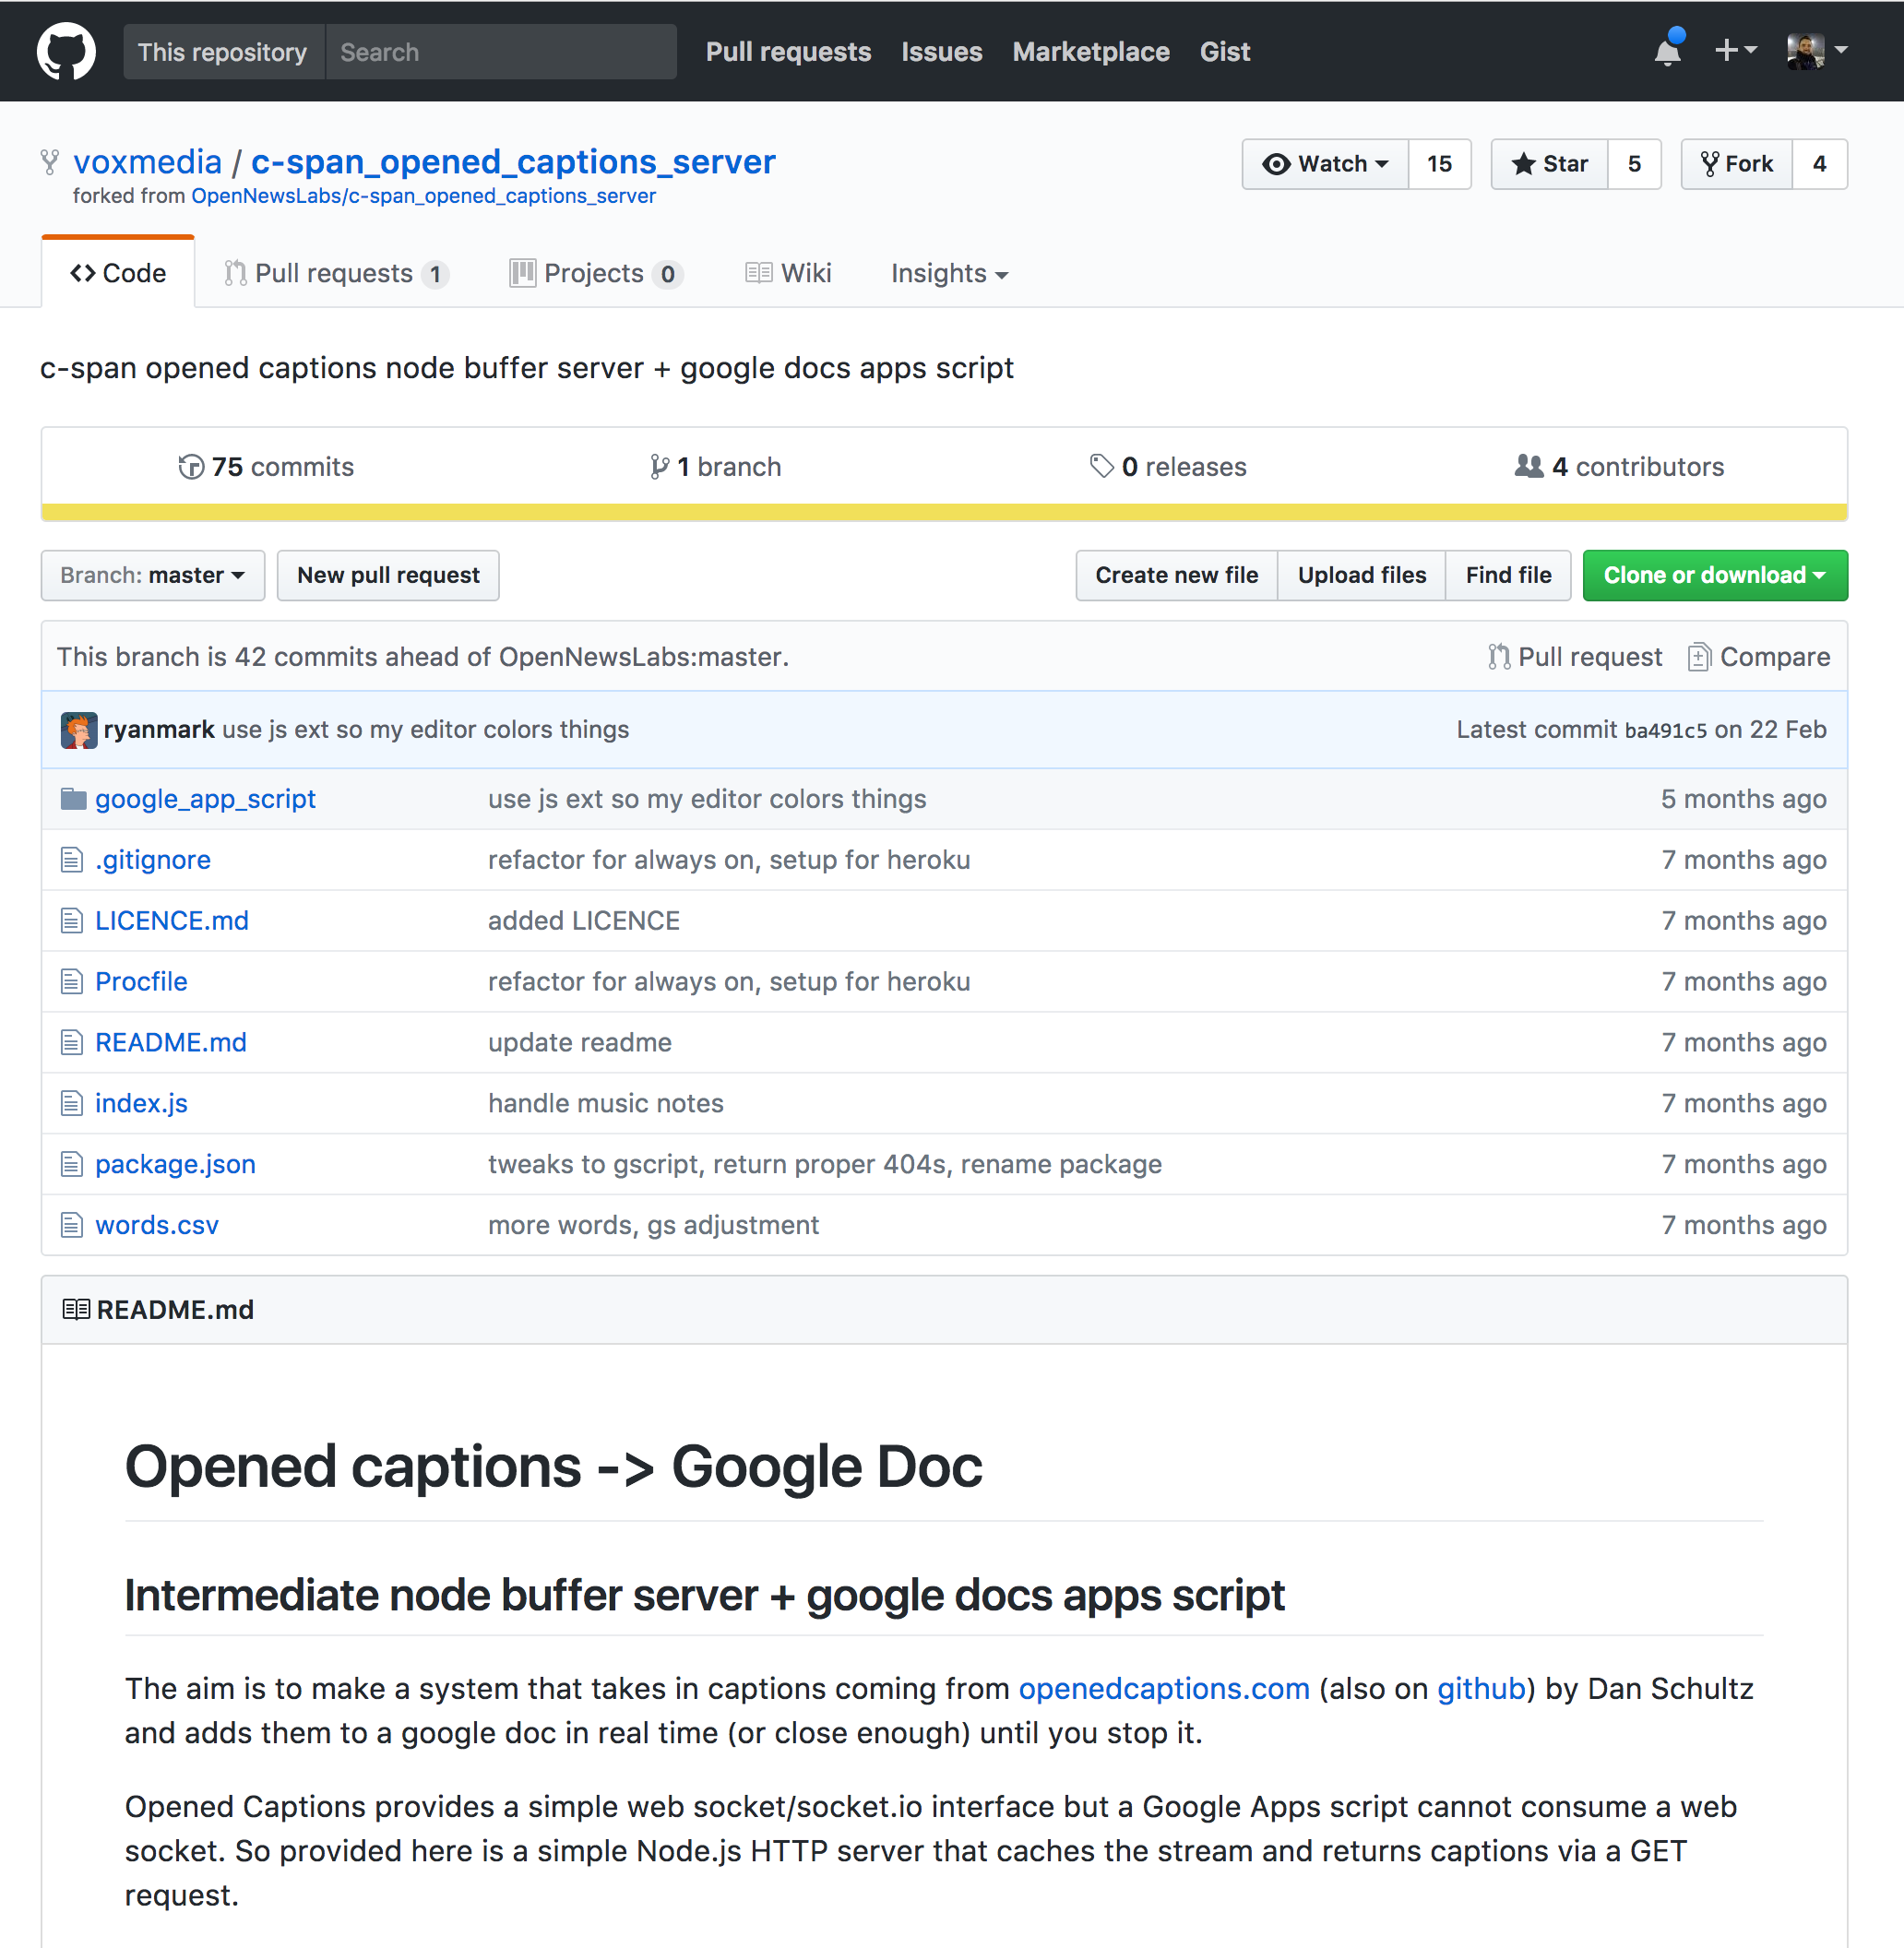 This repository Search Pull requests Issues Marketplace Gist
voxmedia / c-span_opened_captions_server Watch 15 Star 5 Fork 4
forked from OpenNewsLabs/c-span_opened_captions_server
Code Pull requests 1 Projects 0 Wiki Insights
c-span opened captions node buffer server + google docs apps script
75 commits 1 branch 0 releases 4 contributors
Branch: master New pull request Create new file Upload files Find file Clone or download
This branch is 42 commits ahead of OpenNewsLabs:master. Pull request Compare
ryanmark use js ext so my editor colors things Latest commit ba491c5 on 22 Feb
google_app_script use js ext so my editor colors things 5 months ago
.gitignore refactor for always on, setup for heroku 7 months ago
LICENCE.md added LICENCE 7 months ago
Procfile refactor for always on, setup for heroku 7 months ago
README.md update readme 7 months ago
index.js handle music notes 7 months ago
package.json tweaks to gscript, return proper 404s, rename package 7 months ago
words.csv more words, gs adjustment 7 months ago
README.md
Opened captions -> Google Doc
Intermediate node buffer server + google docs apps script
The aim is to make a system that takes in captions coming from openedcaptions.com (also on github) by Dan Schultz
and adds them to a google doc in real time (or close enough) until you stop it.
Opened Captions provides a simple web socket/socket.io interface but a Google Apps script cannot consume a web
socket. So provided here is a simple Node.js HTTP server that caches the stream and returns captions via a GET
request.